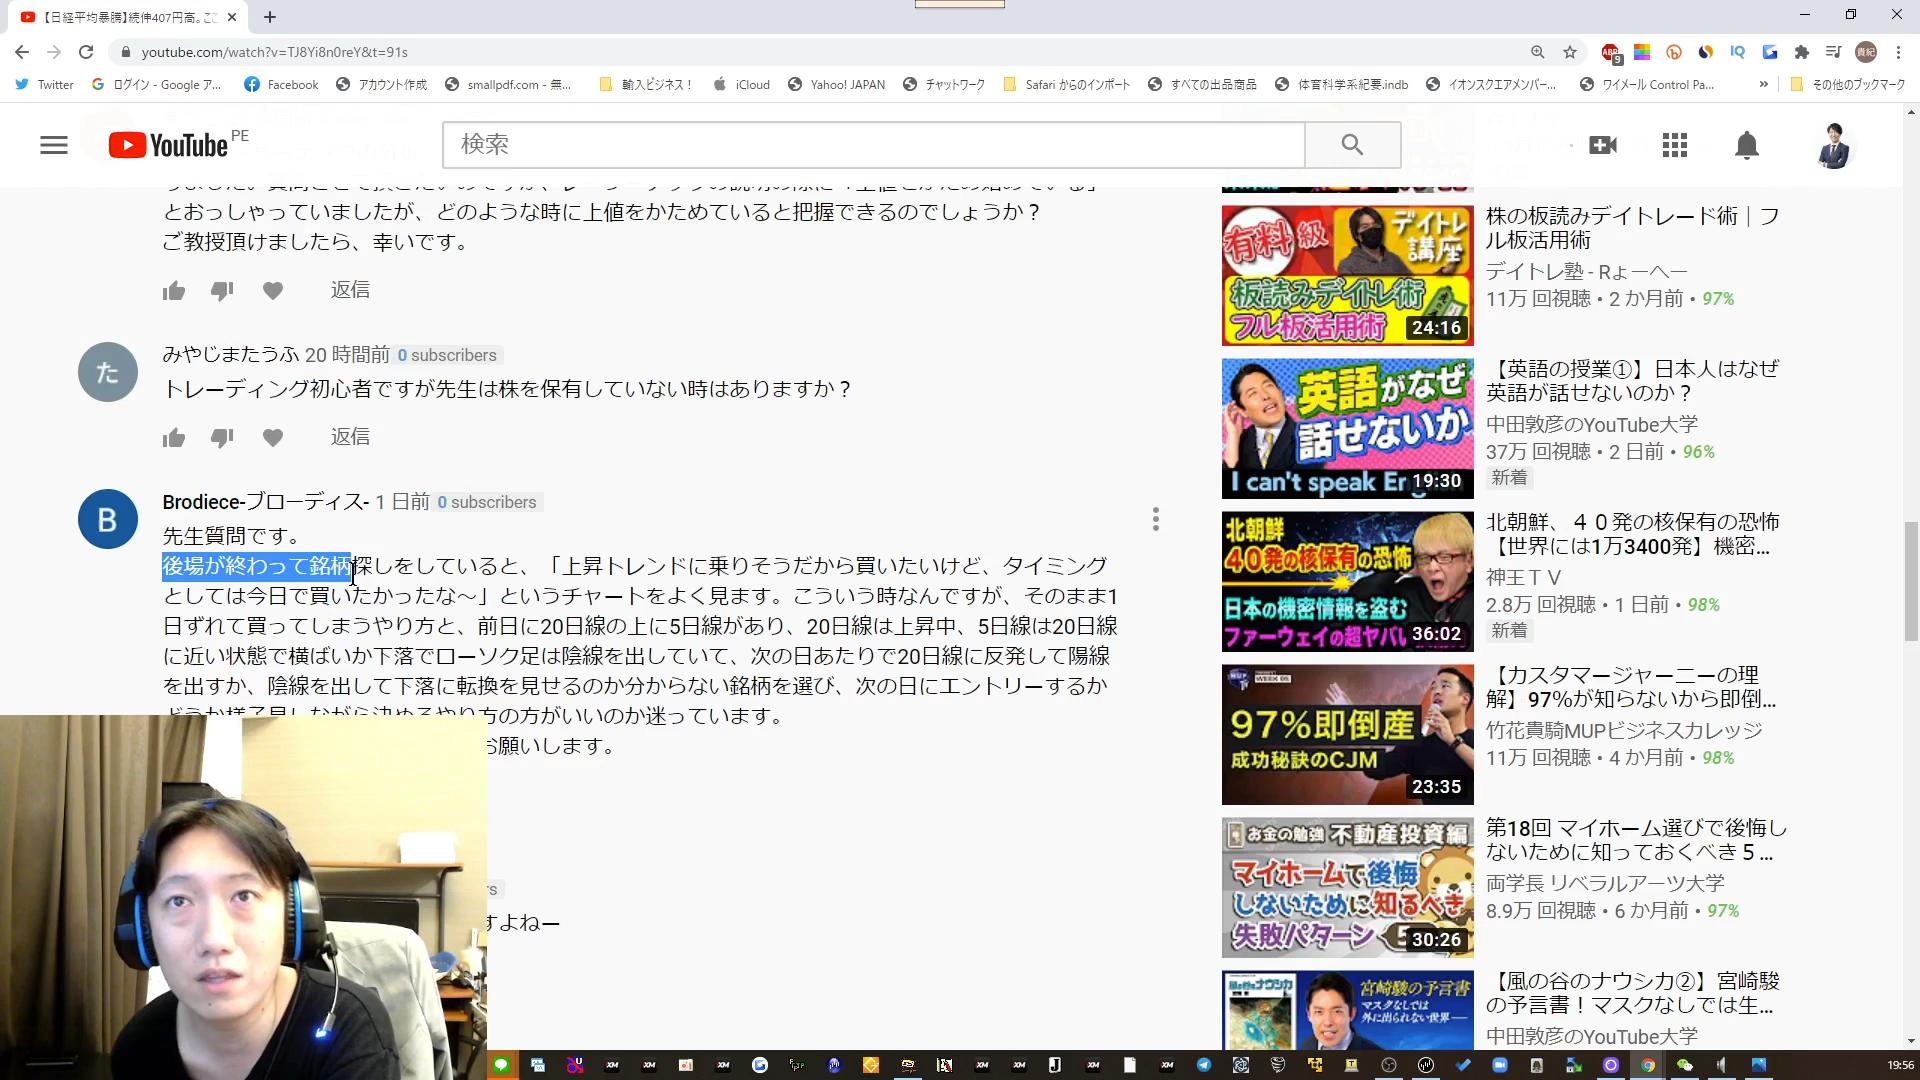 【日経平均暴騰】続伸407円高。ここ
youtube.com/watch?v=TJ8Yi8n0reY&t=91s
Twitter
ログイン - Google ア...
Facebook
アカウント作成
smallpdf.com - 無...
輸入ビジネス！
iCloud
Yahoo! JAPAN
チャットワーク
Safari からのインポート
すべての出品商品
体育科学系紀要.indb
イオンスクエアメンバー...
ワイメール Control Pa...
»
その他のブックマーク
YouTube PE
検索
とおっしゃっていましたが、どのような時に上値をかためていると把握できるのでしょうか？
ご教授頂けましたら、幸いです。
返信
た
みやじまたうふ 20 時間前 0 subscribers
トレーディング初心者ですが先生は株を保有していない時はありますか？
返信
B
Brodiece-ブローディス- 1 日前 0 subscribers
先生質問です。
後場が終わって銘柄探しをしていると、「上昇トレンドに乗りそうだから買いたいけど、タイミング
としては今日で買いたかったな〜」というチャートをよく見ます。こういう時なんですが、そのまま1
日ずれて買ってしまうやり方と、前日に20日線の上に5日線があり、20日線は上昇中、5日線は20日線
に近い状態で横ばいか下落でローソク足は陰線を出していて、次の日あたりで20日線に反発して陽線
を出すか、陰線を出して下落に転換を見せるのか分からない銘柄を選び、次の日にエントリーするか
どうか様子見しながら決めるやり方の方がいいのか迷っています。
お願いします。
rs
すよねー
有料級
デイトレ
講座
板読みデイトレ術
フル板活用術
24:16
株の板読みデイトレード術｜フ
ル板活用術
デイトレ塾 - Rょーへー
11万 回視聴・2 か月前・97%
英語がなぜ
話せないか
I can't speak En
19:30
【英語の授業①】日本人はなぜ
英語が話せないのか？
中田敦彦のYouTube大学
37万 回視聴・2 日前・96%
新着
北朝鮮
40発の核保有の恐怖
日本の機密情報を盗む
ファーウェイの超ヤバい
36:02
北朝鮮、４０発の核保有の恐怖
【世界には1万3400発】機密...
神王ＴＶ
2.8万 回視聴・1 日前・98%
新着
97%即倒産
成功秘訣のCJM
23:35
【カスタマージャーニーの理
解】97%が知らないから即倒...
竹花貴騎MUPビジネスカレッジ
11万 回視聴・4 か月前・98%
お金の勉強 不動産投資編
マイホームで後悔
しないために知るべき
失敗パターン
30:26
第18回 マイホーム選びで後悔し
ないために知っておくべき５...
両学長 リベラルアーツ大学
8.9万 回視聴・6 か月前・97%
宮崎駿の予言書
マスクなしでは
外に出られない世界
【風の谷のナウシカ②】宮崎駿
の予言書！マスクなしでは生...
中田敦彦のYouTube大学
19:56